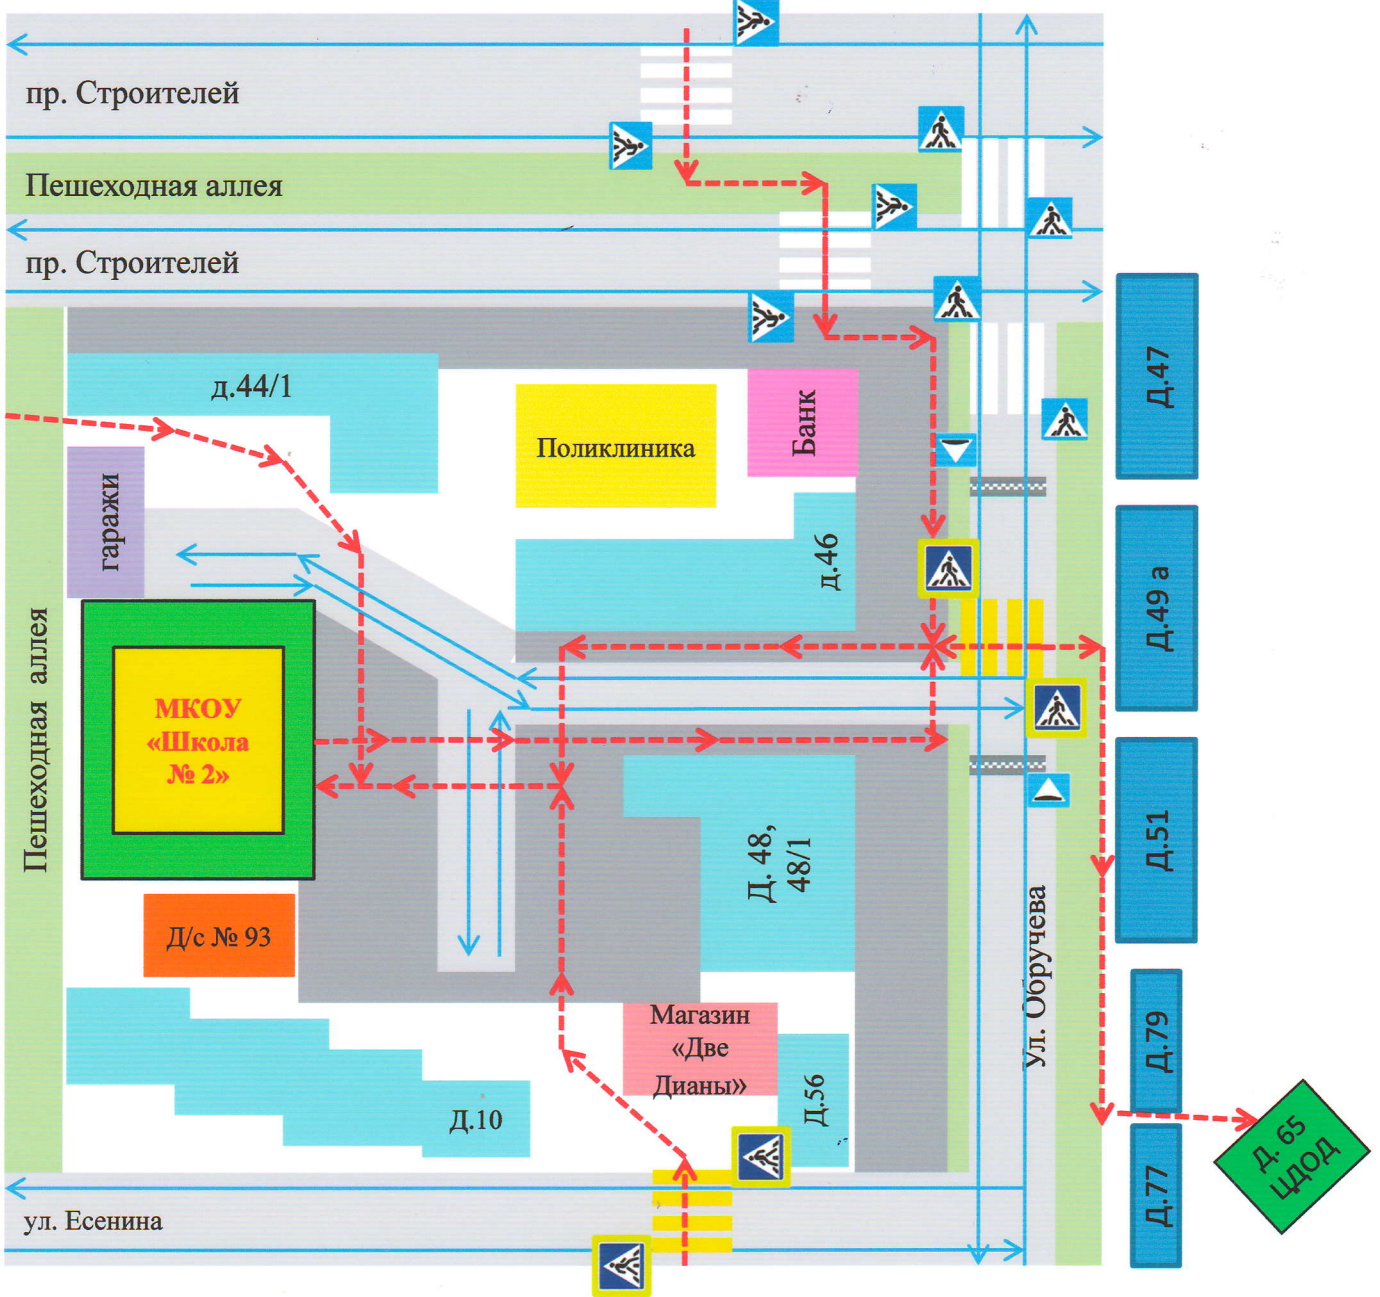 пр. Строителей
Пешеходная аллея
пр. Строителей
д.44/1
Поликлиника
Банк
д.46
гаражи
Пешеходная аллея
МКОУ
«Школа
№ 2»
Д/с № 93
Д. 48,
48/1
Магазин
«Две
Дианы»
Д.56
Д.10
ул. Есенина
Ул. Обручева
Д.47
Д.49 а
Д.51
Д.79
Д.77
Д. 65
ЦДОД